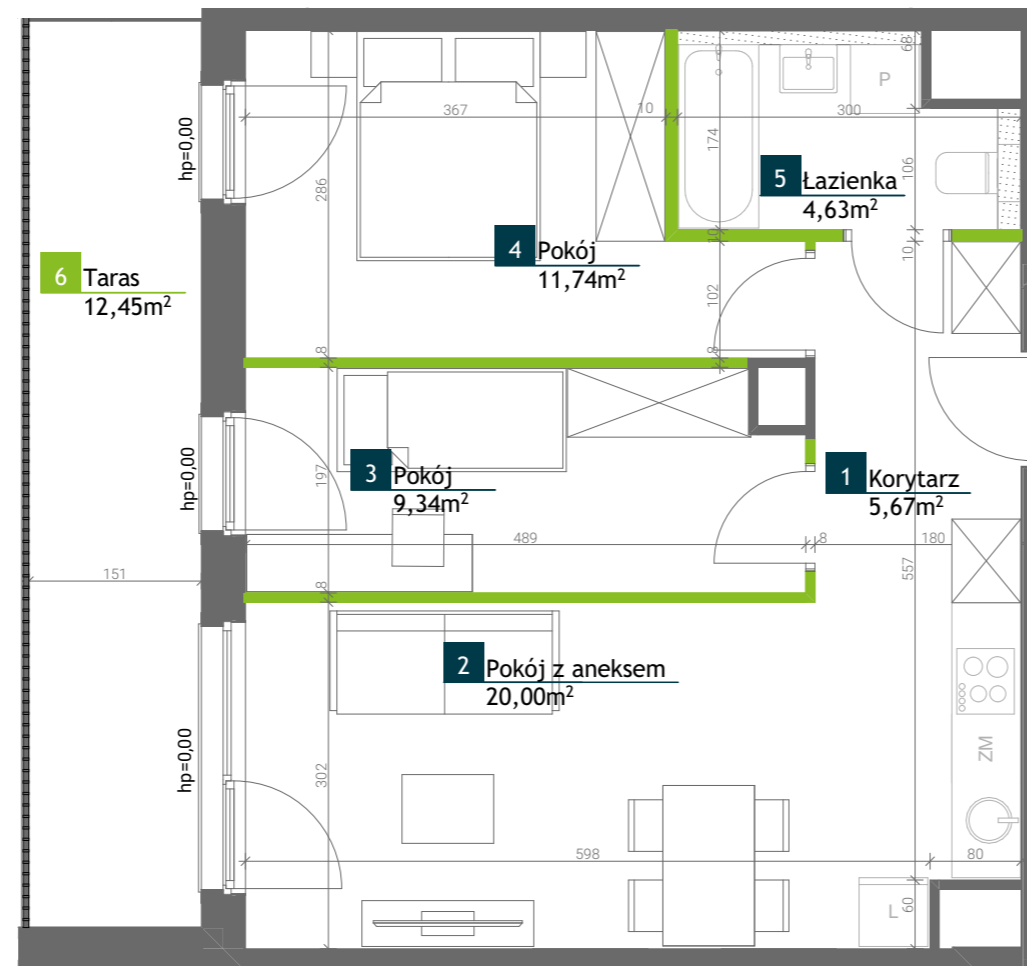 68
P
367
10
300
hp=0,00
174
286
106
5 Łazienka
4,63m²
4 Pokój
11,74m²
10
10
6 Taras
12,45m²
102
8
8
3 Pokój
9,34m²
197
hp=0,00
1 Korytarz
5,67m²
489
8
180
557
151
8
2 Pokój z aneksem
20,00m²
hp=0,00
302
ZM
598
80
L
60